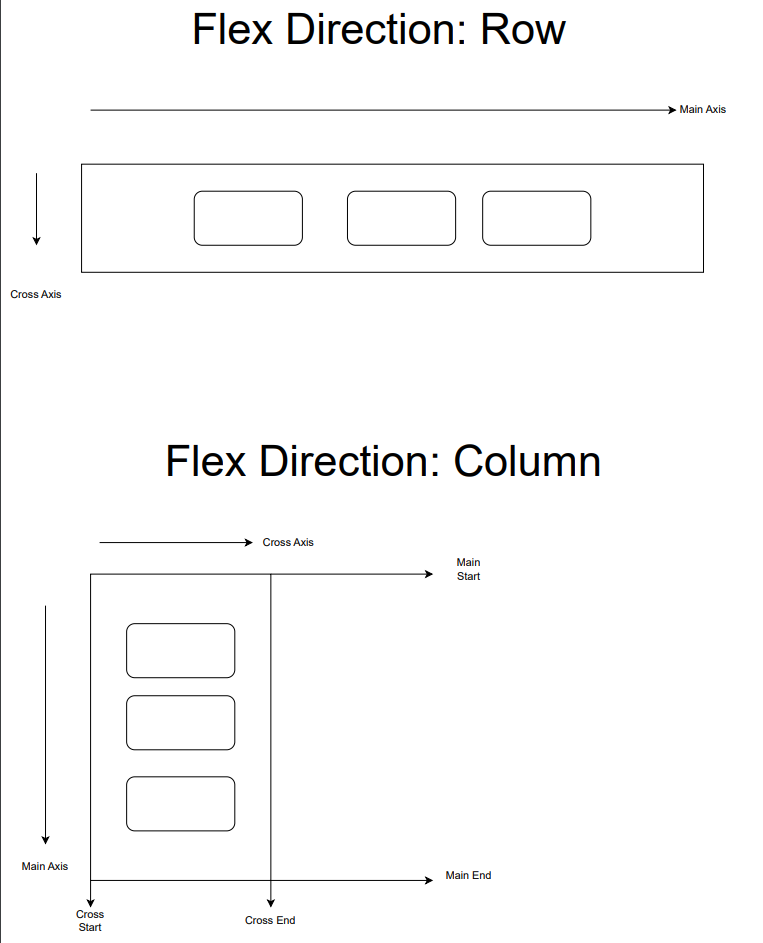 Flex Direction: Row
Main Axis
Cross Axis
Flex Direction: Column
Cross Axis
Main
Start
Main Axis
Main End
Cross
Start
Cross End